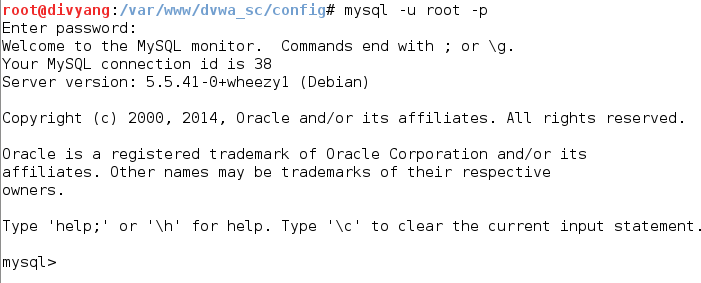 root@divyang:/var/www/dvwa_sc/config# mysql -u root -p
Enter password:
Welcome to the MySQL monitor.  Commands end with ; or \g.
Your MySQL connection id is 38
Server version: 5.5.41-0+wheezy1 (Debian)
Copyright (c) 2000, 2014, Oracle and/or its affiliates. All rights reserved.
Oracle is a registered trademark of Oracle Corporation and/or its
affiliates. Other names may be trademarks of their respective
owners.
Type 'help;' or '\h' for help. Type '\c' to clear the current input statement.
mysql>